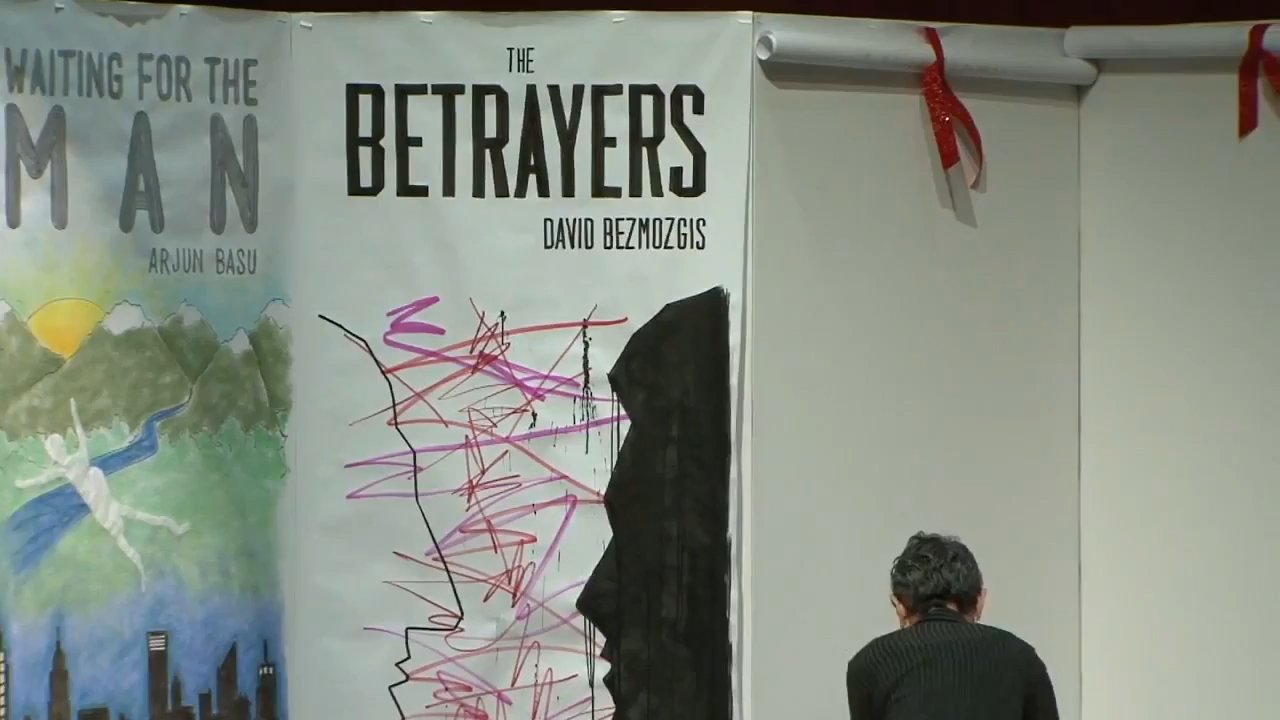 WAITING FOR THE
MAN
ARJUN BASU
THE
BETRAYERS
DAVID BEZMOZGIS